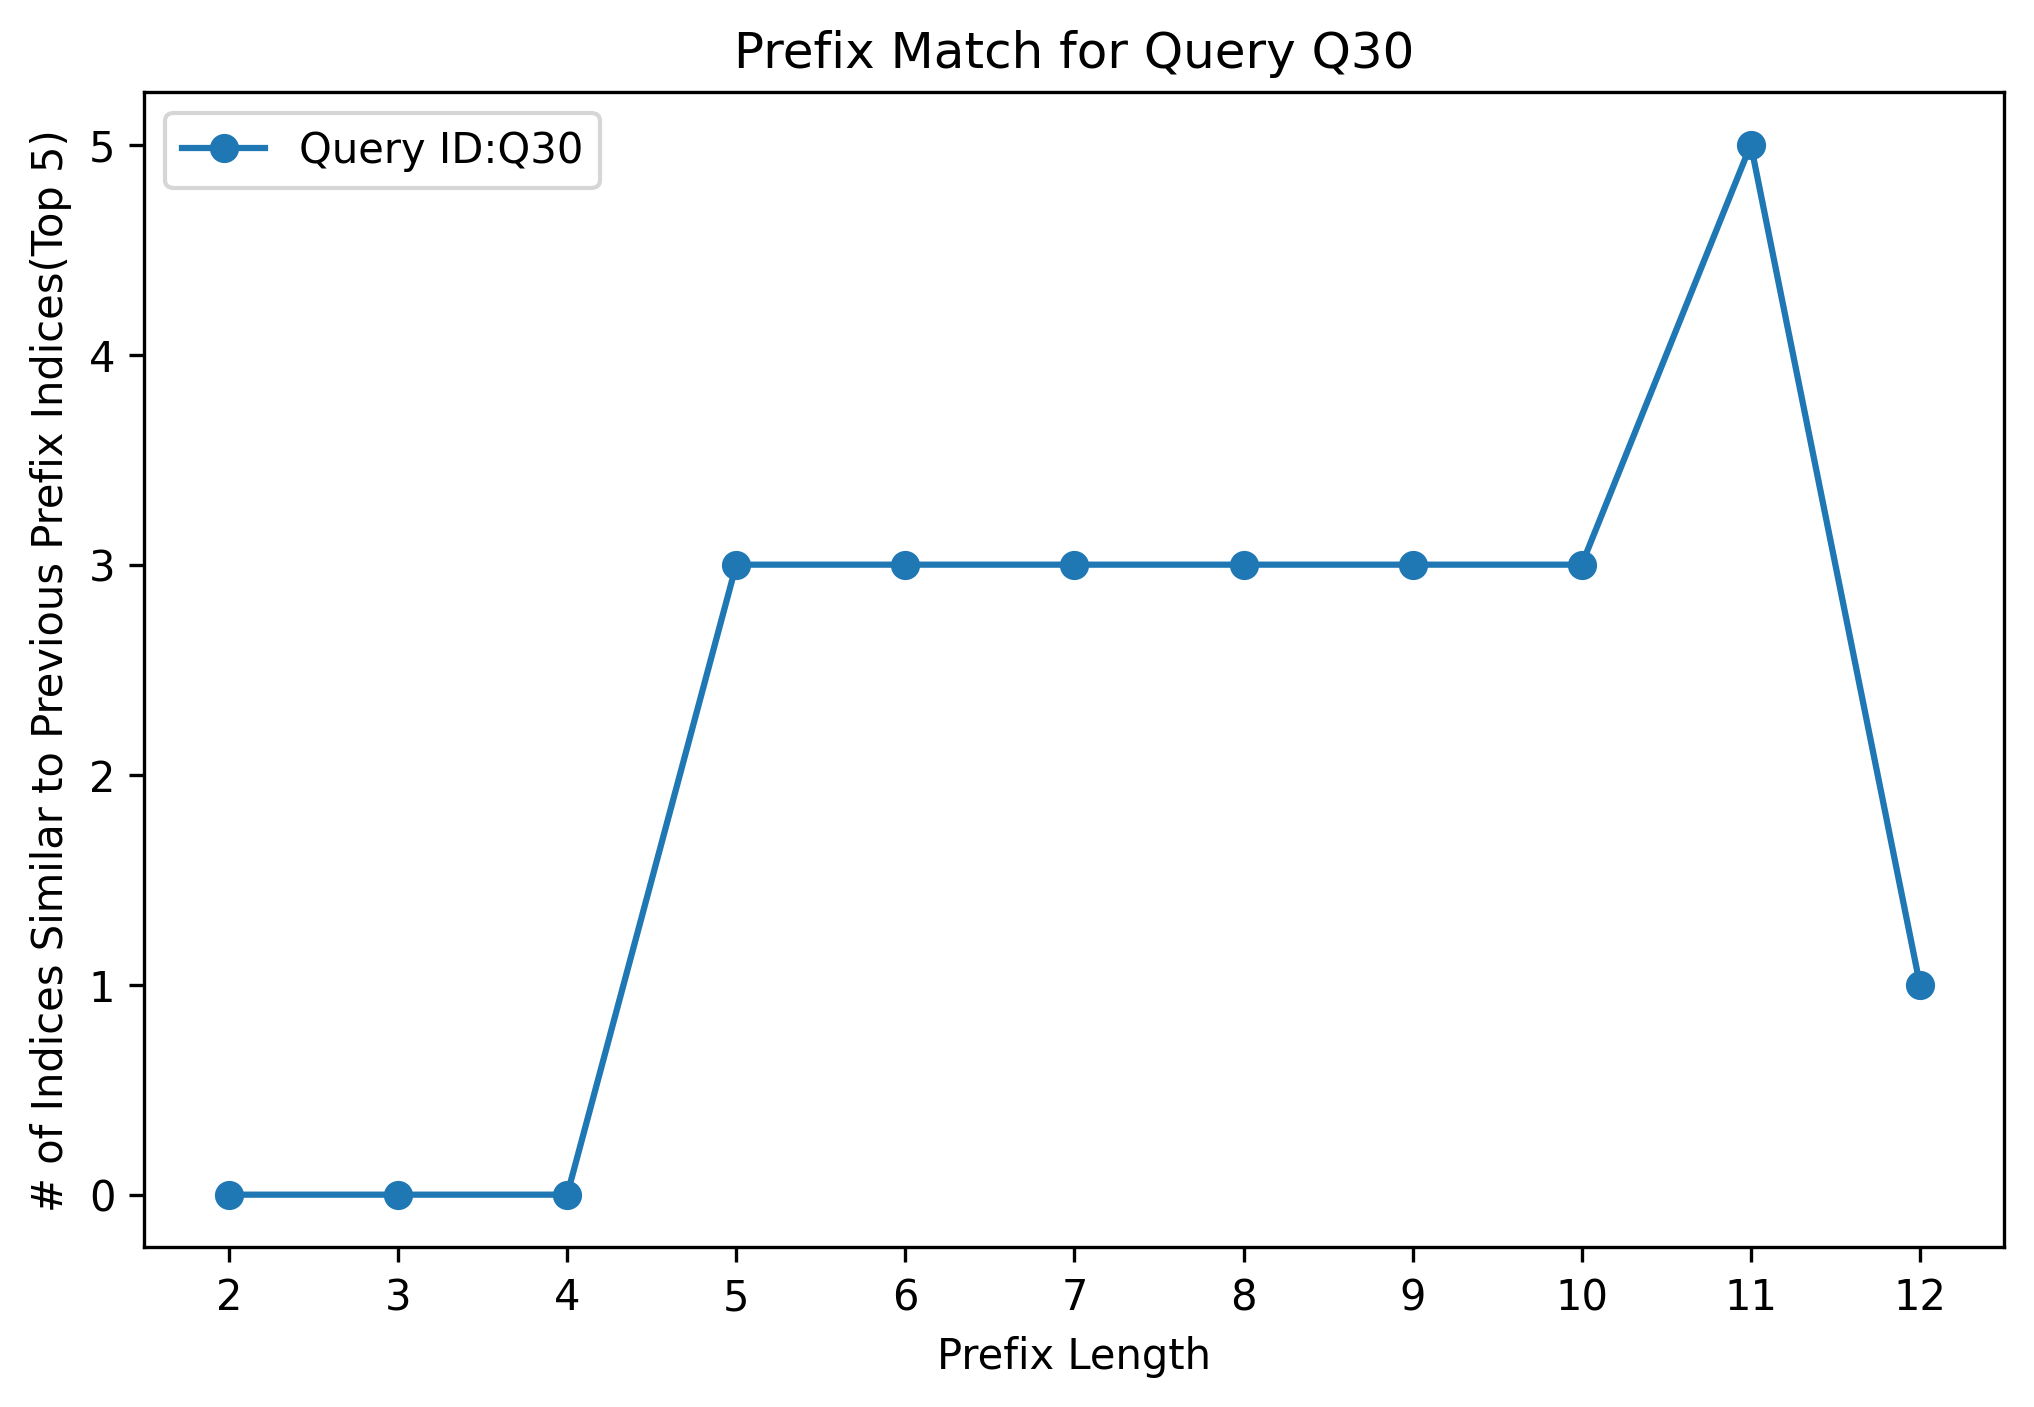 Prefix Match for Query Q30
Query ID:Q30
# of Indices Similar to Previous Prefix Indices(Top 5)
5
4
3
2
1
0
2 3 4 5 6 7 8 9 10 11 12
Prefix Length